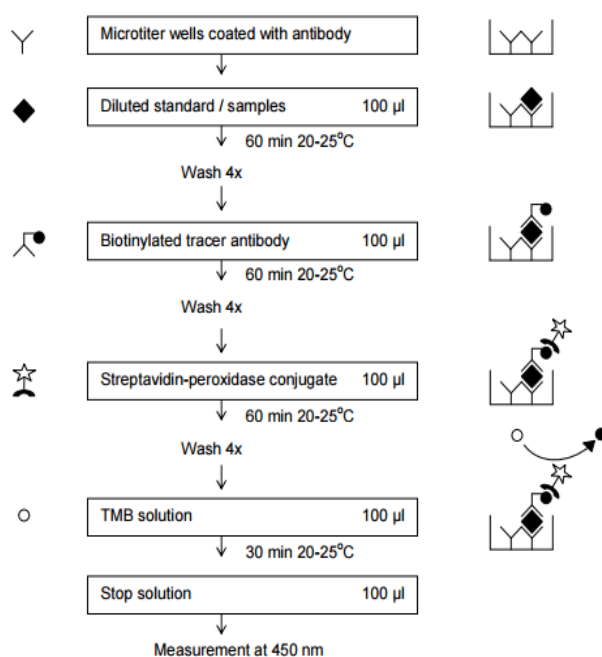 Microtiter wells coated with antibody
Diluted standard / samples 100 µl
60 min 20-25°C
Wash 4x
Biotinylated tracer antibody 100 µl
60 min 20-25°C
Wash 4x
Streptavidin-peroxidase conjugate 100 µl
60 min 20-25°C
Wash 4x
TMB solution 100 µl
30 min 20-25°C
Stop solution 100 µl
Measurement at 450 nm